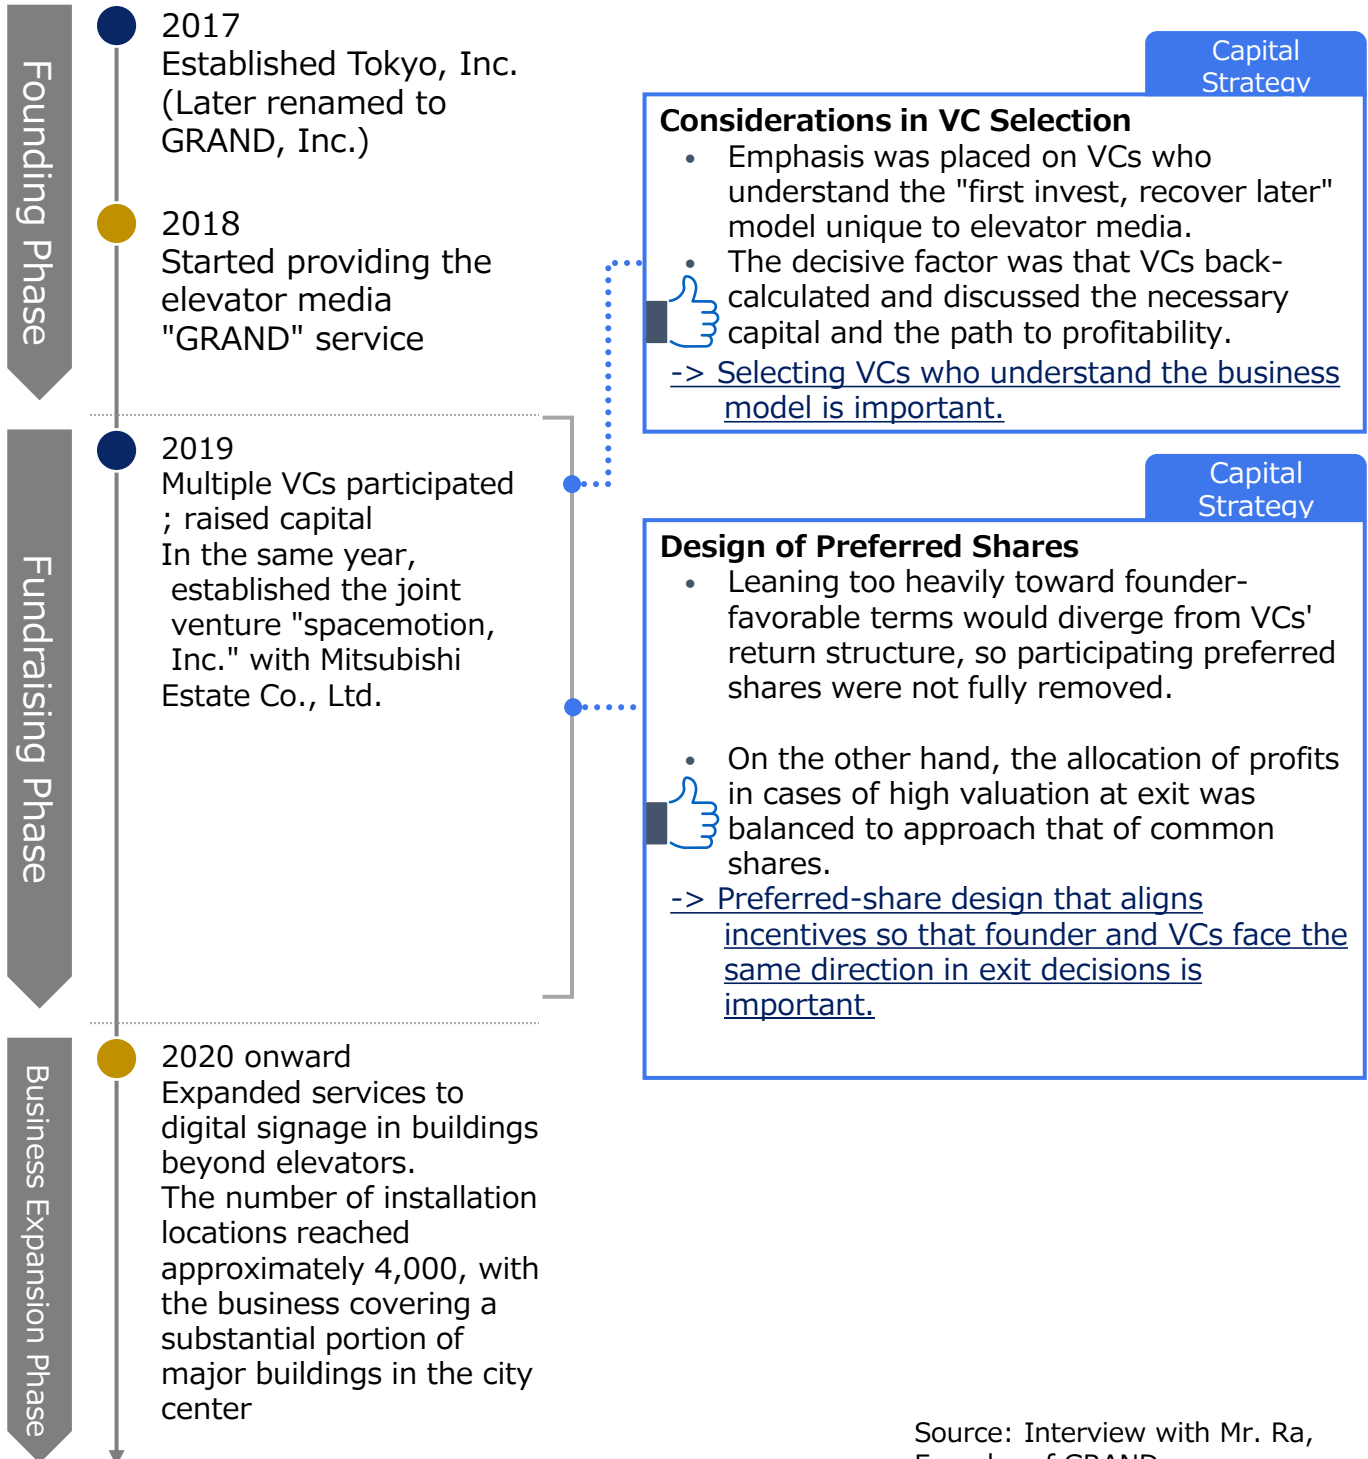 Founding Phase
2017
Established Tokyo, Inc.
(Later renamed to
GRAND, Inc.)
2018
Started providing the
elevator media
"GRAND" service
Capital
Strategy
Considerations in VC Selection
• Emphasis was placed on VCs who
understand the "first invest, recover later"
model unique to elevator media.
• The decisive factor was that VCs back-
calculated and discussed the necessary
capital and the path to profitability.
-> Selecting VCs who understand the business
model is important.
Fundraising Phase
2019
Multiple VCs participated
; raised capital
In the same year,
established the joint
venture "spacemotion,
Inc." with Mitsubishi
Estate Co., Ltd.
Capital
Strategy
Design of Preferred Shares
• Leaning too heavily toward founder-
favorable terms would diverge from VCs'
return structure, so participating preferred
shares were not fully removed.
• On the other hand, the allocation of profits
in cases of high valuation at exit was
balanced to approach that of common
shares.
-> Preferred-share design that aligns
incentives so that founder and VCs face the
same direction in exit decisions is
important.
Business Expansion Phase
2020 onward
Expanded services to
digital signage in buildings
beyond elevators.
The number of installation
locations reached
approximately 4,000, with
the business covering a
substantial portion of
major buildings in the city
center
Source: Interview with Mr. Ra,